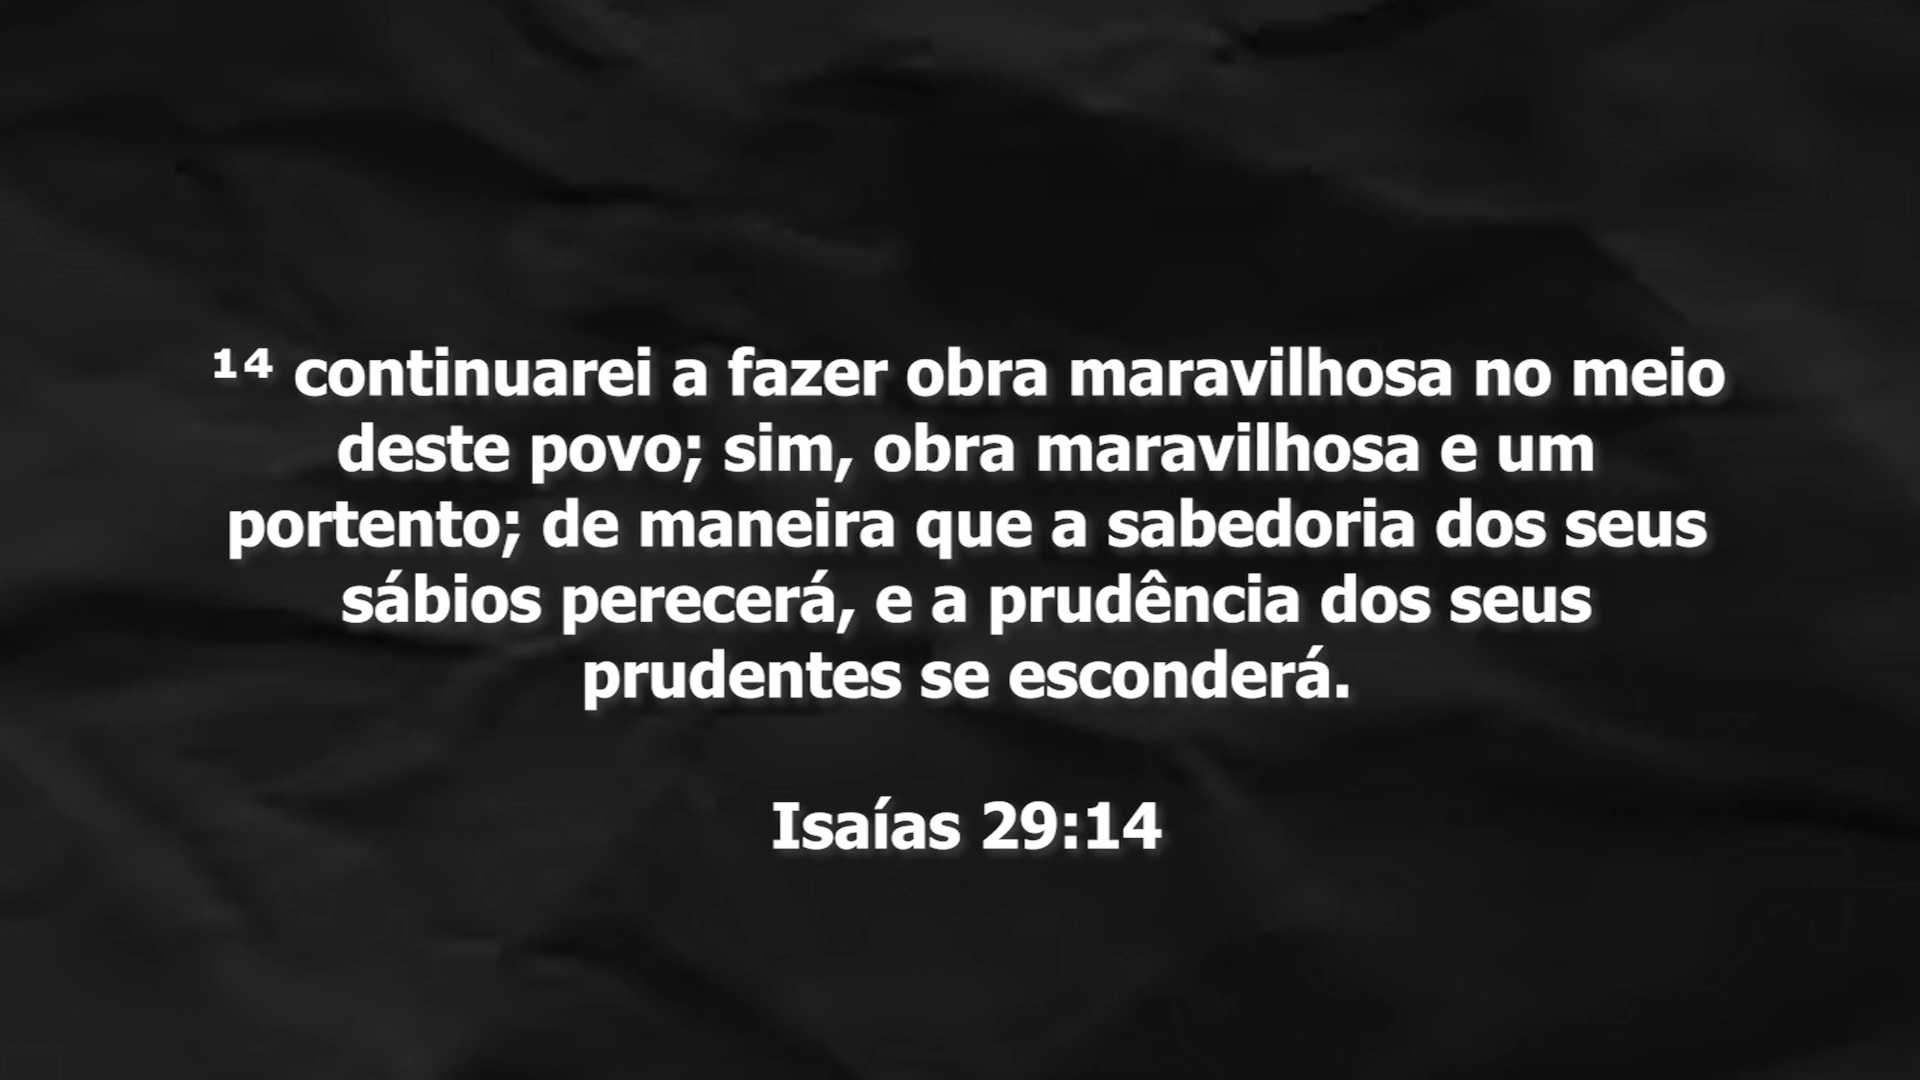 ¹⁴ continuarei a fazer obra maravilhosa no meio
deste povo; sim, obra maravilhosa e um
portento; de maneira que a sabedoria dos seus
sábios perecerá, e a prudência dos seus
prudentes se esconderá.
Isaías 29:14